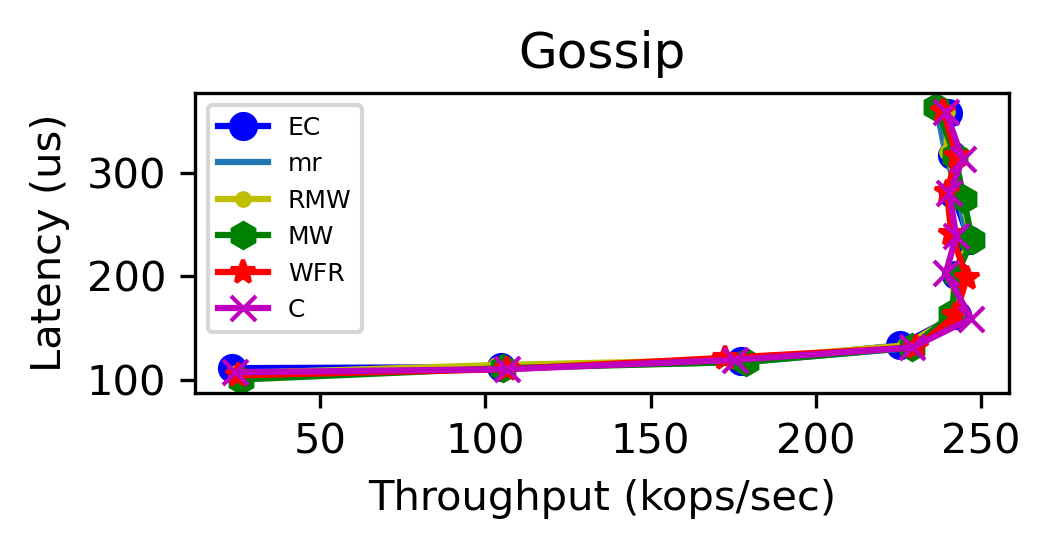 Gossip
Latency (us)
300
200
100
EC
mr
RMW
MW
WFR
C
50
100
150
200
250
Throughput (kops/sec)